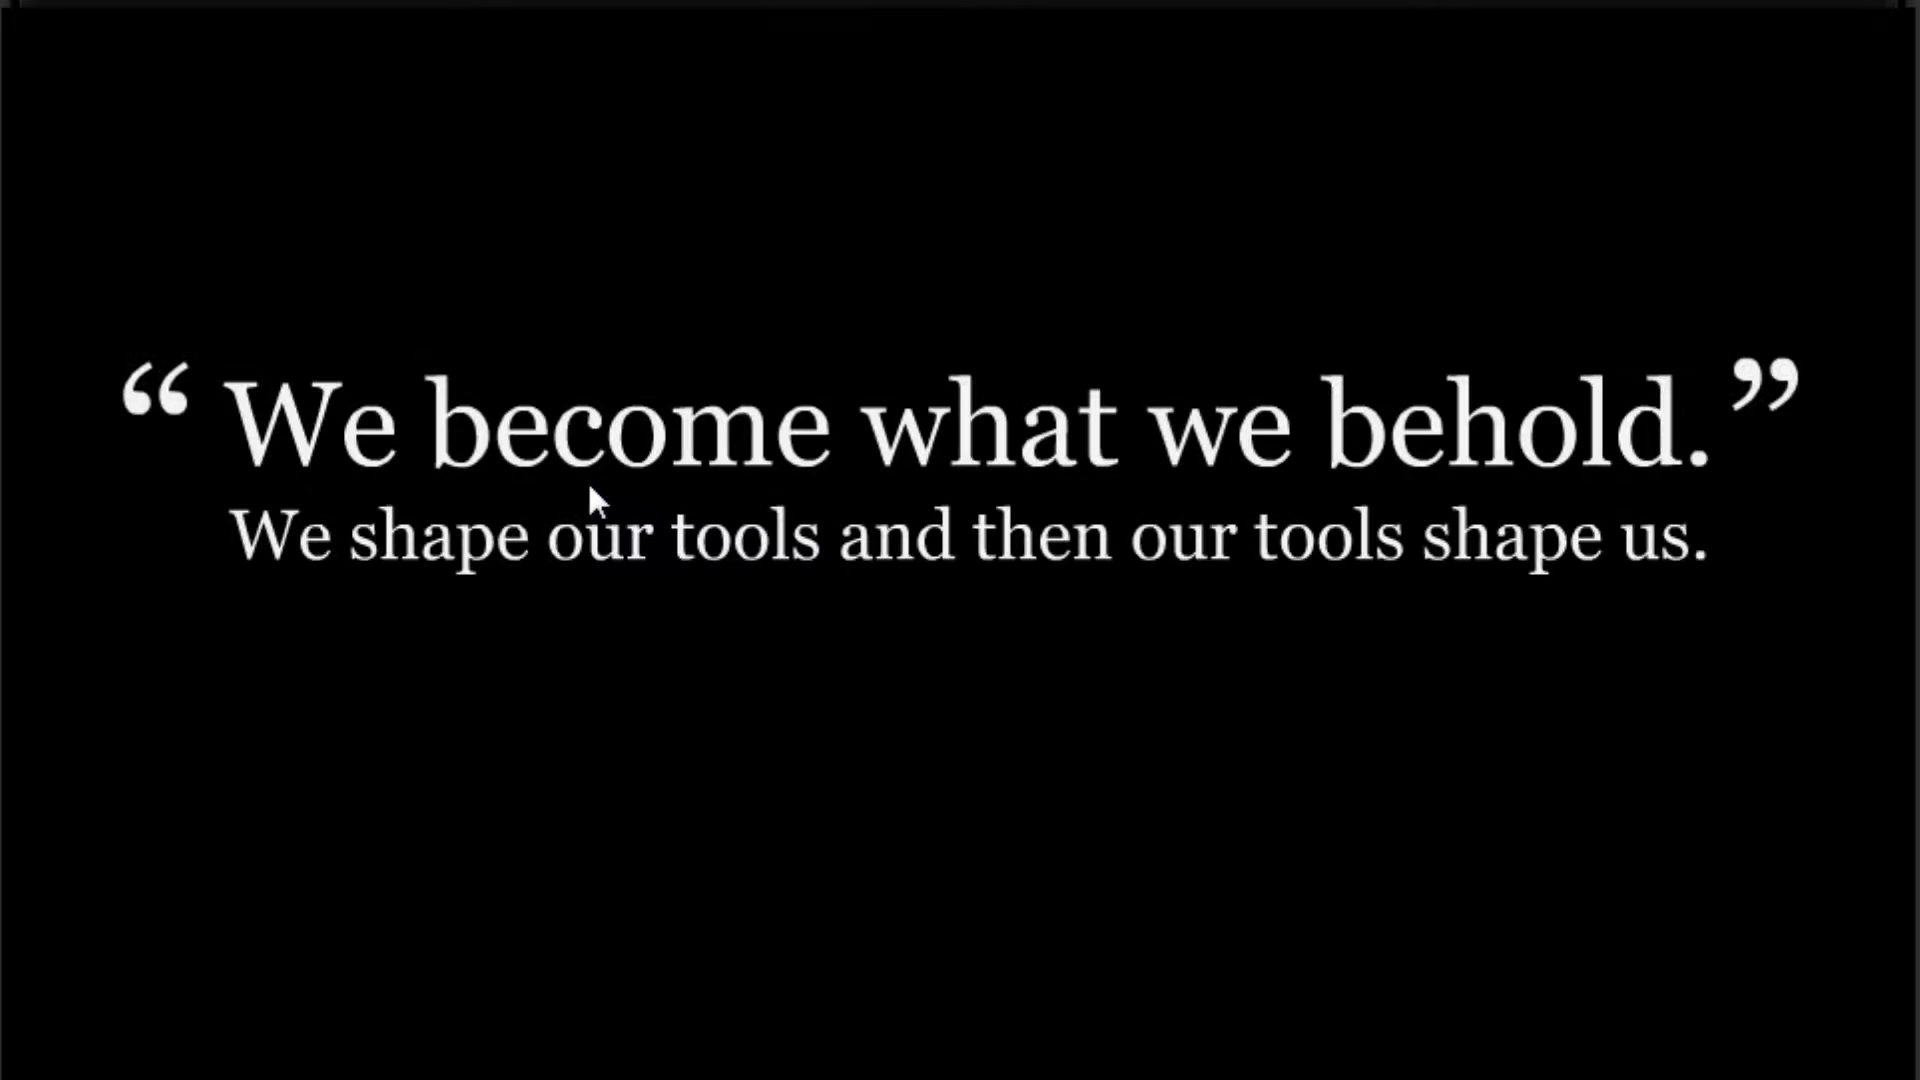 “ We become what we behold. ”
We shape our tools and then our tools shape us.